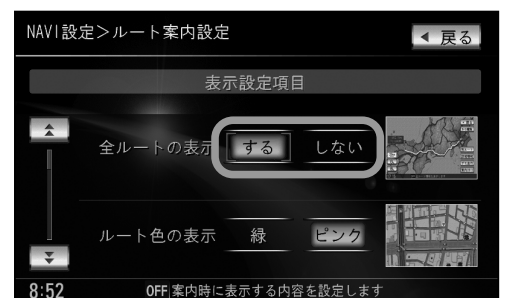 NAVI設定＞ルート案内設定
戻る
表示設定項目
全ルートの表示 する しない
ルート色の表示 緑 ピンク
8:52 OFF 案内時に表示する内容を設定します